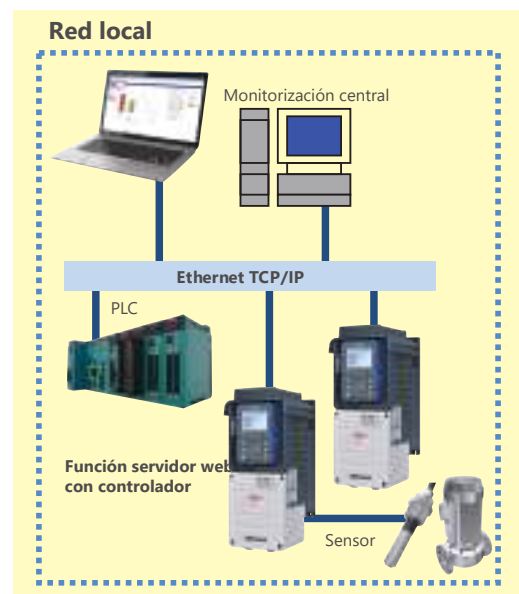 Red local
Monitorización central
Ethernet TCP/IP
PLC
Función servidor web
con controlador
Sensor